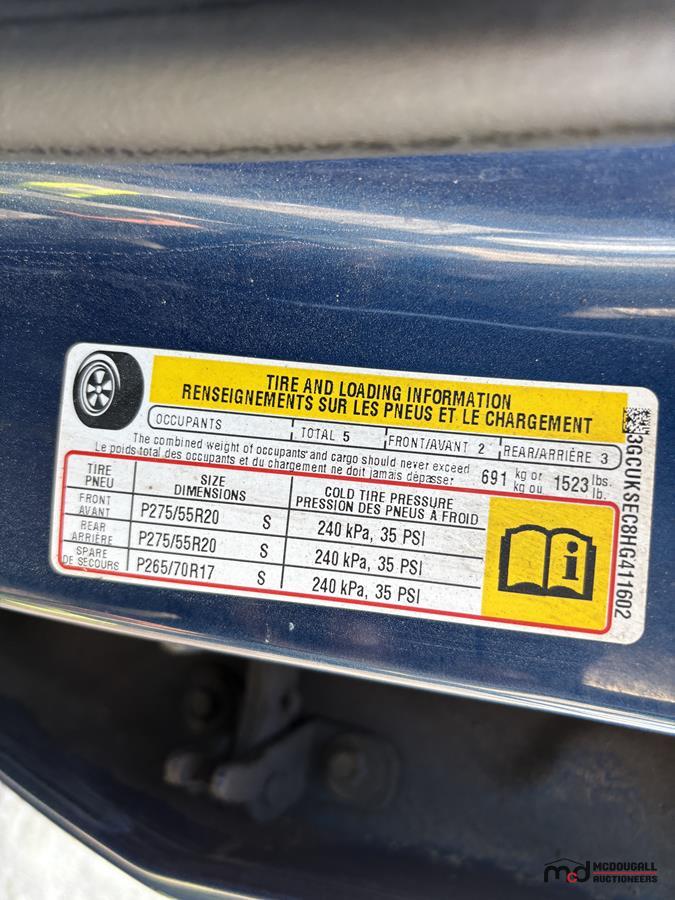 TIRE AND LOADING INFORMATION
RENSEIGNEMENTS SUR LES PNEUS ET LE CHARGEMENT
OCCUPANTS TOTAL 5 FRONT/AVANT 2 REAR/ARRIÈRE 3
The combined weight of occupants and cargo should never exceed 691 kg or 1523 lbs.
Le poids total des occupants et du chargement ne doit jamais dépasser kg ou lb.
TIRE PNEU SIZE DIMENSIONS COLD TIRE PRESSURE PRESSION DES PNEUS À FROID
FRONT AVANT P275/55R20 S 240 kPa, 35 PSI
REAR ARRIÈRE P275/55R20 S 240 kPa, 35 PSI
SPARE DE SECOURS P265/70R17 S 240 kPa, 35 PSI
i
3GCUKSEC8HG411602
mcd MCDOUGALL
AUCTIONEERS